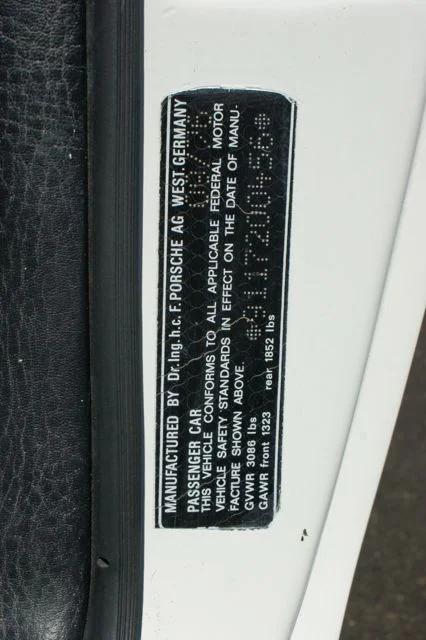 MANUFACTURED BY Dr.Ing.h.c.F.PORSCHE AG WEST.GERMANY
PASSENGER CAR
THIS VEHICLE CONFORMS TO ALL APPLICABLE FEDERAL MOTOR
VEHICLE SAFETY STANDARDS IN EFFECT ON THE DATE OF MANU-
FACTURE SHOWN ABOVE. 9117200456
GVWR 3086 lbs
GAWR front 1323 rear 1852 lbs